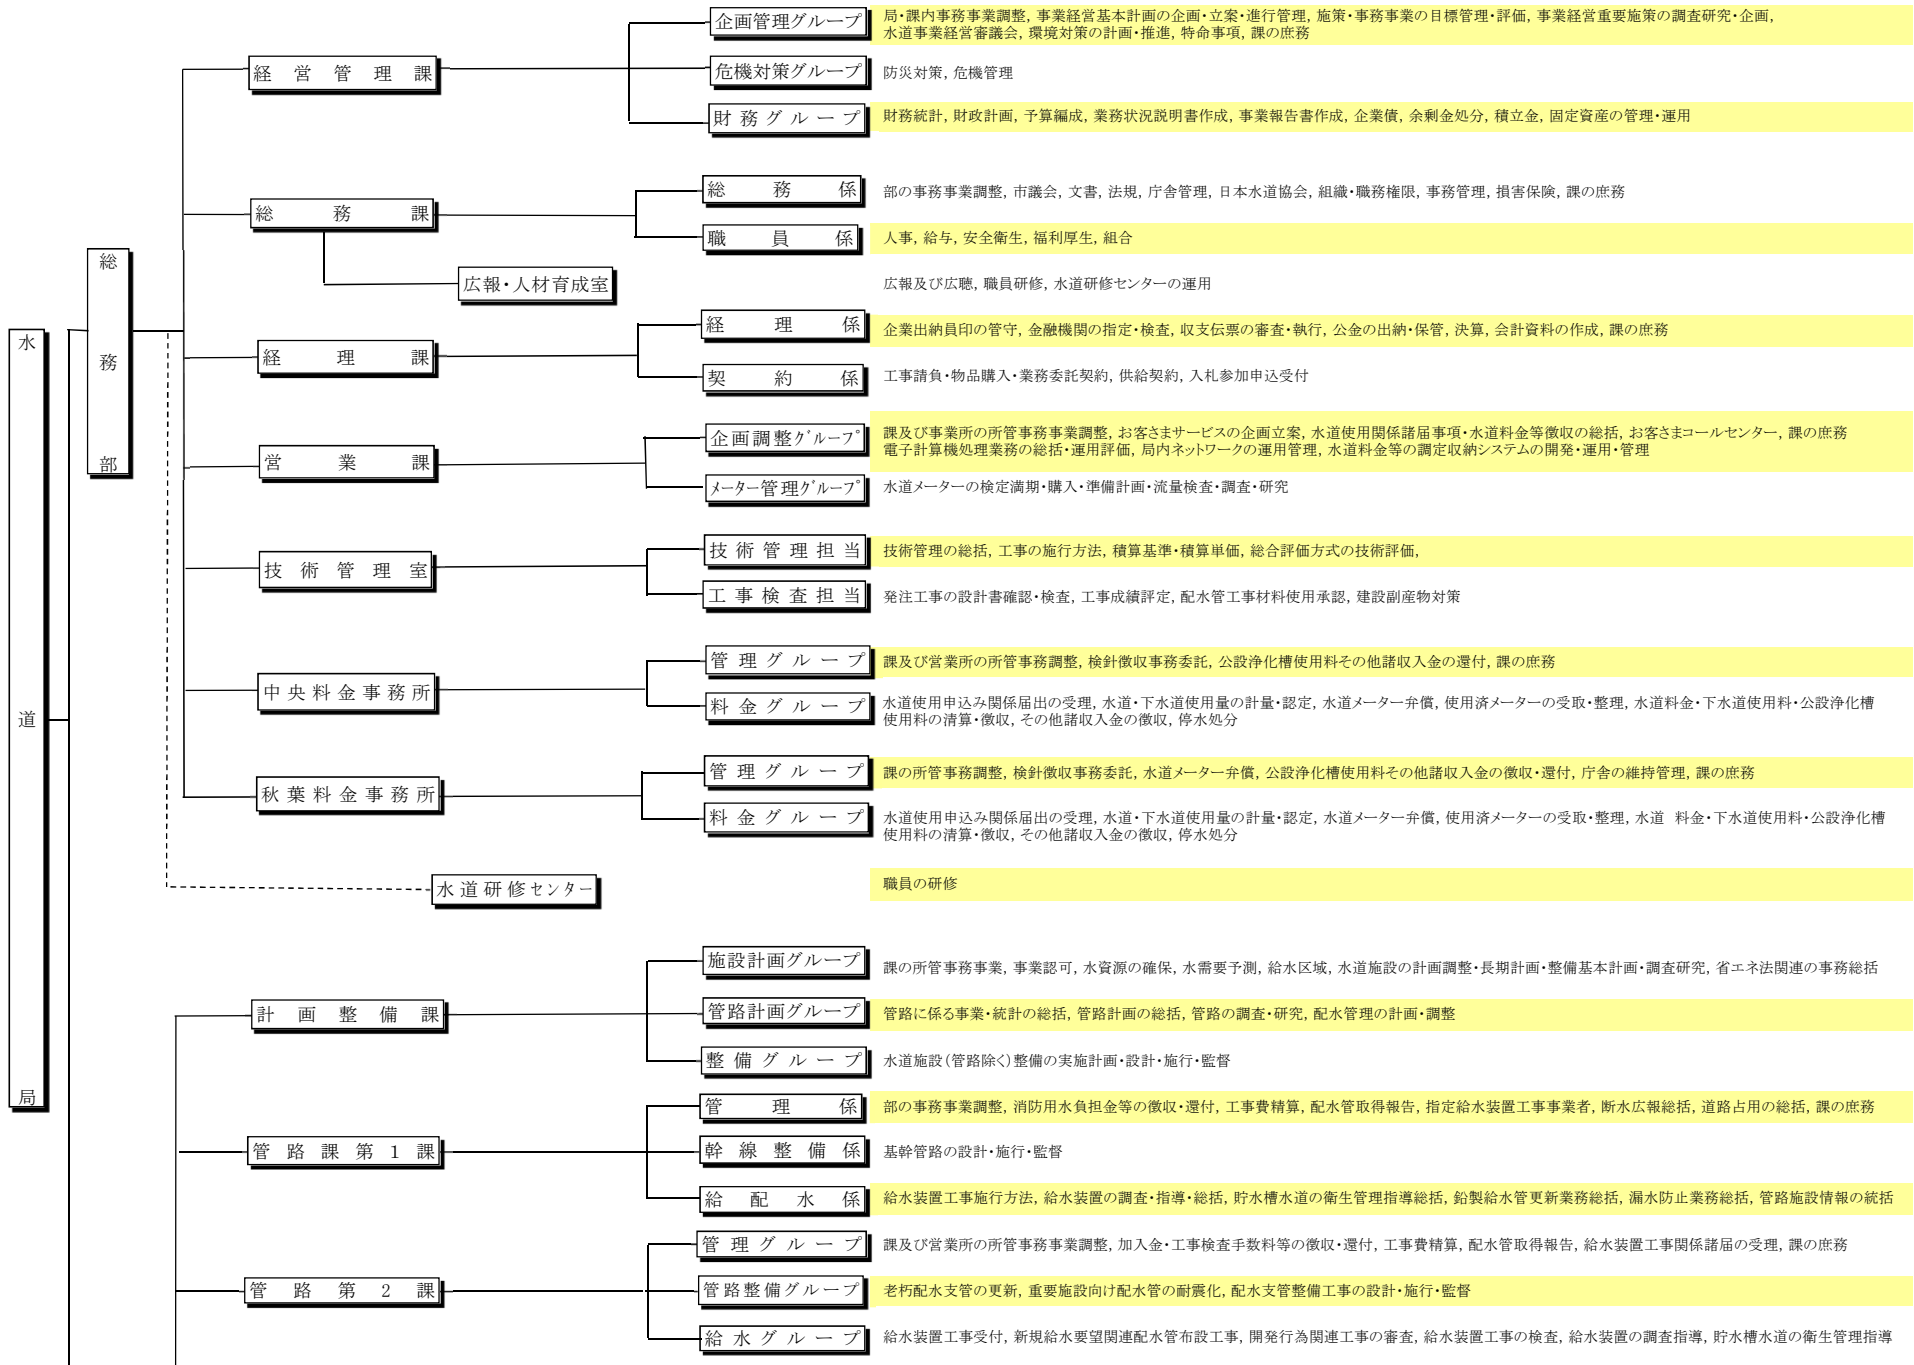 水道局
総務部
経営管理課
企画管理グループ
局・課内事務事業調整, 事業経営基本計画の企画・立案・進行管理, 施策・事務事業の目標管理・評価, 事業経営重要施策の調査研究・企画,
水道事業経営審議会, 環境対策の計画・推進, 特命事項, 課の庶務
危機対策グループ
防災対策, 危機管理
財務グループ
財務統計, 財政計画, 予算編成, 業務状況説明書作成, 事業報告書作成, 企業債, 余剰金処分, 積立金, 固定資産の管理・運用
総務課
総務係
部の事務事業調整, 市議会, 文書, 法規, 庁舎管理, 日本水道協会, 組織・職務権限, 事務管理, 損害保険, 課の庶務
職員係
人事, 給与, 安全衛生, 福利厚生, 組合
広報・人材育成室
広報及び広聴, 職員研修, 水道研修センターの運用
経理課
経理係
企業出納員印の管守, 金融機関の指定・検査, 収支伝票の審査・執行, 公金の出納・保管, 決算, 会計資料の作成, 課の庶務
契約係
工事請負・物品購入・業務委託契約, 供給契約, 入札参加申込受付
営業課
企画調整グループ
課及び事業所の所管事務事業調整, お客さまサービスの企画立案, 水道使用関係諸届事項・水道料金等徴収の総括, お客さまコールセンター, 課の庶務
電子計算機処理業務の総括・運用評価, 局内ネットワークの運用管理, 水道料金等の調定収納システムの開発・運用・管理
メーター管理グループ
水道メーターの検定満期・購入・準備計画・流量検査・調査・研究
技術管理室
技術管理担当
技術管理の総括, 工事の施行方法, 積算基準・積算単価, 総合評価方式の技術評価,
工事検査担当
発注工事の設計書確認・検査, 工事成績評定, 配水管工事材料使用承認, 建設副産物対策
中央料金事務所
管理グループ
課及び営業所の所管事務調整, 検針徴収事務委託, 公設浄化槽使用料その他諸収入金の還付, 課の庶務
料金グループ
水道使用申込み関係届出の受理, 水道・下水道使用量の計量・認定, 水道メーター弁償, 使用済メーターの受取・整理, 水道料金・下水道使用料・公設浄化槽
使用料の清算・徴収, その他諸収入金の徴収, 停水処分
秋葉料金事務所
管理グループ
課の所管事務調整, 検針徴収事務委託, 水道メーター弁償, 公設浄化槽使用料その他諸収入金の徴収・還付, 庁舎の維持管理, 課の庶務
料金グループ
水道使用申込み関係届出の受理, 水道・下水道使用量の計量・認定, 水道メーター弁償, 使用済メーターの受取・整理, 水道 料金・下水道使用料・公設浄化槽
使用料の清算・徴収, その他諸収入金の徴収, 停水処分
水道研修センター
職員の研修
計画整備課
施設計画グループ
課の所管事務事業, 事業認可, 水資源の確保, 水需要予測, 給水区域, 水道施設の計画調整・長期計画・整備基本計画・調査研究, 省エネ法関連の事務総括
管路計画グループ
管路に係る事業・統計の総括, 管路計画の総括, 管路の調査・研究, 配水管理の計画・調整
整備グループ
水道施設（管路除く）整備の実施計画・設計・施行・監督
管路課第１課
管理係
部の事務事業調整, 消防用水負担金等の徴収・還付, 工事費精算, 配水管取得報告, 指定給水装置工事事業者, 断水広報総括, 道路占用の総括, 課の庶務
幹線整備係
基幹管路の設計・施行・監督
給配水係
給水装置工事施行方法, 給水装置の調査・指導・総括, 貯水槽水道の衛生管理指導総括, 鉛製給水管更新業務総括, 漏水防止業務総括, 管路施設情報の統括
管路第２課
管理グループ
課及び営業所の所管事務事業調整, 加入金・工事検査手数料等の徴収・還付, 工事費精算, 配水管取得報告, 給水装置工事関係諸届の受理, 課の庶務
管路整備グループ
老朽配水支管の更新, 重要施設向け配水管の耐震化, 配水支管整備工事の設計・施行・監督
給水グループ
給水装置工事受付, 新規給水要望関連配水管布設工事, 開発行為関連工事の審査, 給水装置工事の検査, 給水装置の調査指導, 貯水槽水道の衛生管理指導